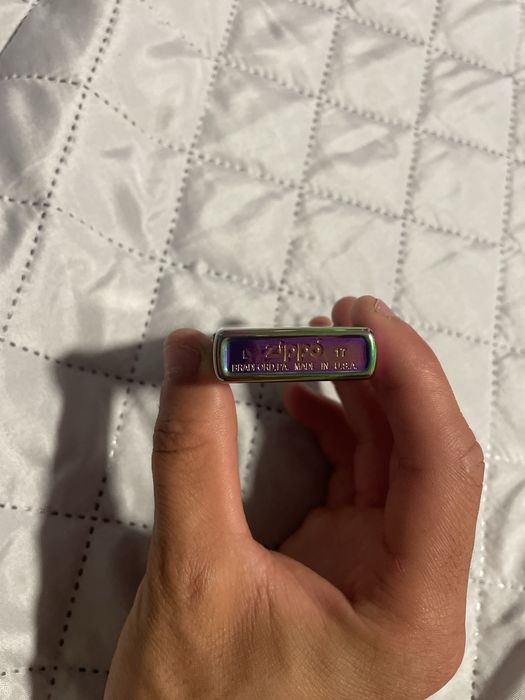 L zippo 17
BRADFORD,PA. MADE IN U.S.A.